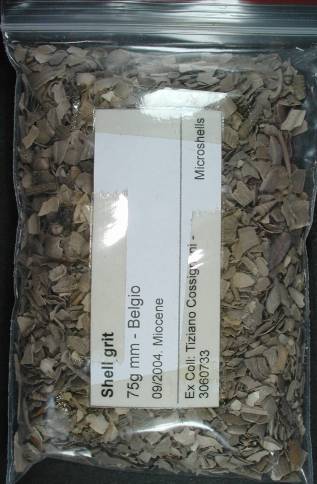 Shell grit
75g mm - Belgio
09/2004. Miocene
Ex Coll: Tiziano Cossignani -
Microshells
3060733